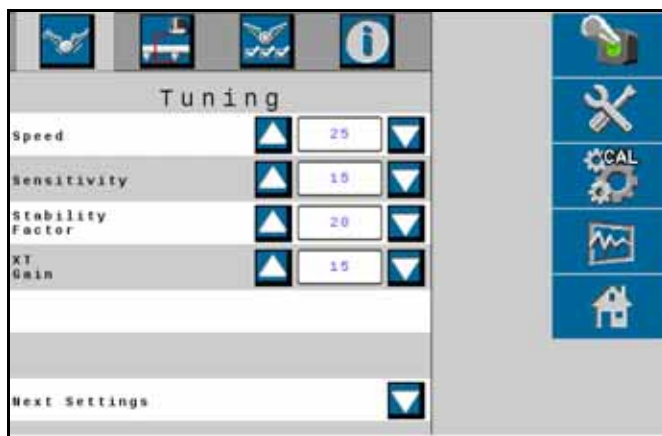 Tuning
Speed 25
Sensitivity 15
Stability
Factor 20
XT
Gain 15
Next Settings
CAL